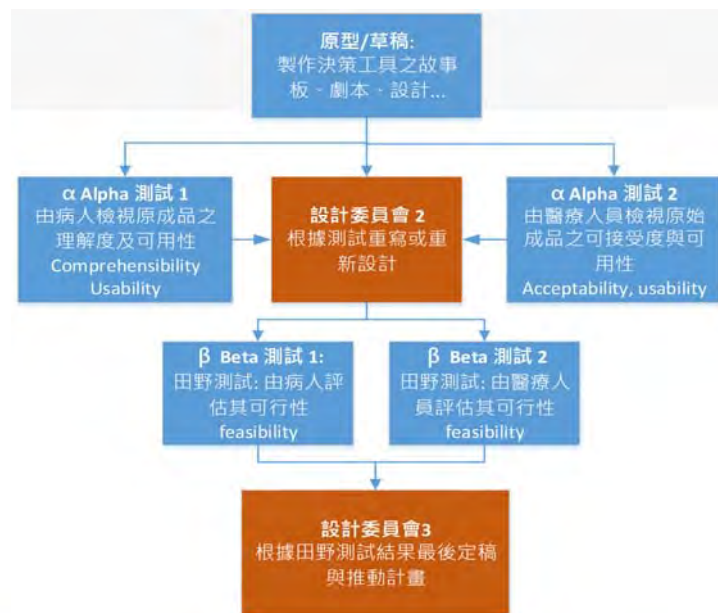 原型/草稿:
製作決策工具之故事
板、劇本、設計...
α Alpha 測試 1
由病人檢視原成品之
理解度及可用性
Comprehensibility
Usability
設計委員會 2
根據測試重寫或重
新設計
α Alpha 測試 2
由醫療人員檢視原始
成品之可接受度與可
用性
Acceptability, usability
β Beta 測試 1:
田野測試: 由病人評
估其可行性
feasibility
β Beta 測試 2
田野測試: 由醫療人
員評估其可行性
feasibility
設計委員會3
根據田野測試結果最後定稿
與推動計畫